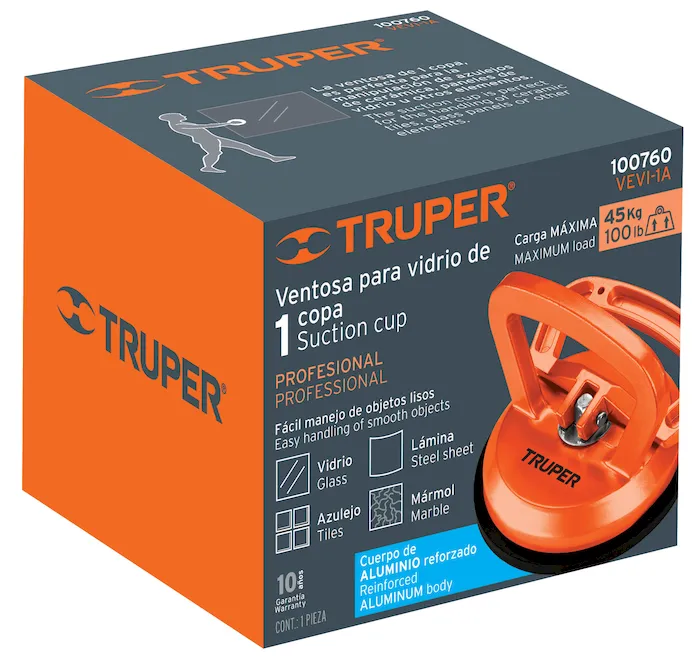 100760
VEVI-1A
TRUPER®
La ventosa de 1 copa,
es perfecta para la
manipulación de azulejos
de cerámica, paneles de
vidrio u otros elementos.
The suction cup is perfect
for the handling of ceramic
tiles, glass panels or other
elements.
TRUPER®
100760
VEVI-1A
TRUPER®
Carga MÁXIMA
MAXIMUM load
45 Kg
100 lb
Ventosa para vidrio de
1 copa
Suction cup
PROFESIONAL
PROFESSIONAL
Fácil manejo de objetos lisos
Easy handling of smooth objects
Vidrio
Glass
Lámina
Steel sheet
Azulejo
Tiles
Mármol
Marble
TRUPER
Cuerpo de
ALUMINIO reforzado
Reinforced
ALUMINUM body
10 años
Garantía
Warranty
CONT.: 1 PIEZA